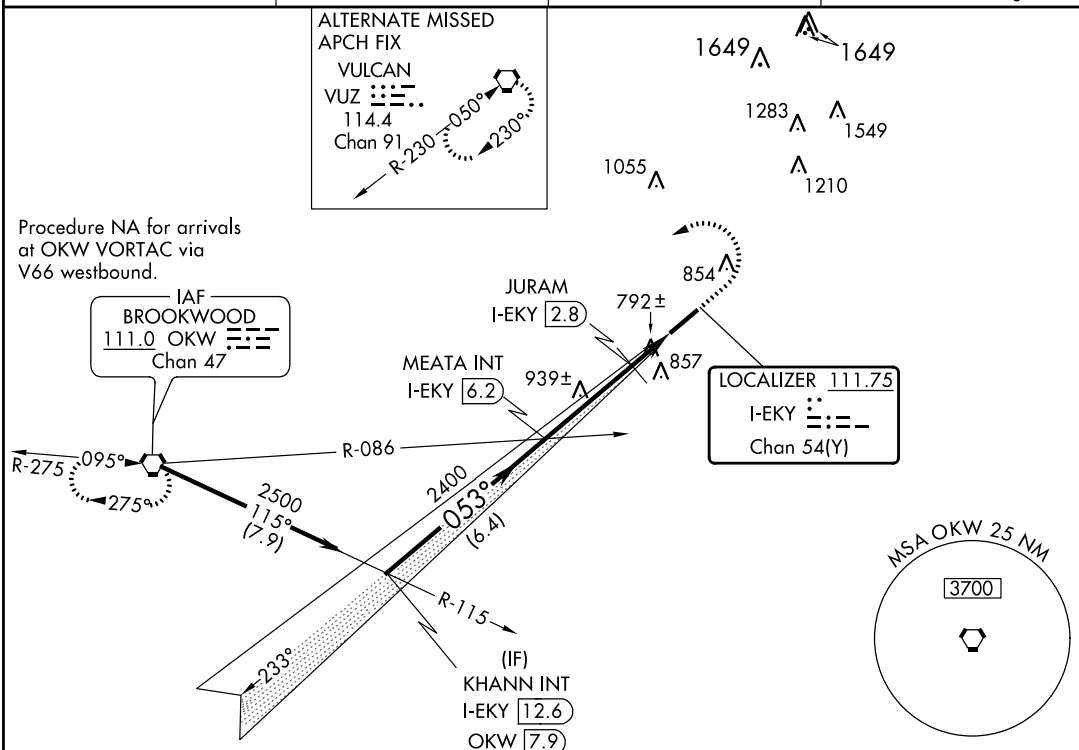 ALTERNATE MISSED
APCH FIX
VULCAN
VUZ
114.4
Chan 91
R-230
050°
230°
1649
1649
1283
1549
1055
1210
Procedure NA for arrivals
at OKW VORTAC via
V66 westbound.
IAF
BROOKWOOD
111.0 OKW
Chan 47
JURAM
I-EKY 2.8
792±
854
MEATA INT
I-EKY 6.2
939±
857
LOCALIZER 111.75
I-EKY
Chan 54(Y)
R-275
095°
275°
R-086
2500
115°
(7.9)
2400
053°
(6.4)
R-115
233°
(IF)
KHANN INT
I-EKY 12.6
OKW 7.9
MSA OKW 25 NM
3700